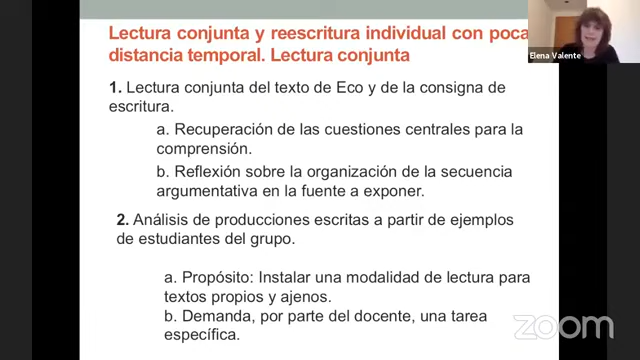 Lectura conjunta y reescritura individual con poca
distancia temporal. Lectura conjunta
Elena Valente
1. Lectura conjunta del texto de Eco y de la consigna de
escritura.
a. Recuperación de las cuestiones centrales para la
comprensión.
b. Reflexión sobre la organización de la secuencia
argumentativa en la fuente a exponer.
2. Análisis de producciones escritas a partir de ejemplos
de estudiantes del grupo.
a. Propósito: Instalar una modalidad de lectura para
textos propios y ajenos.
b. Demanda, por parte del docente, una tarea
específica.
zoom